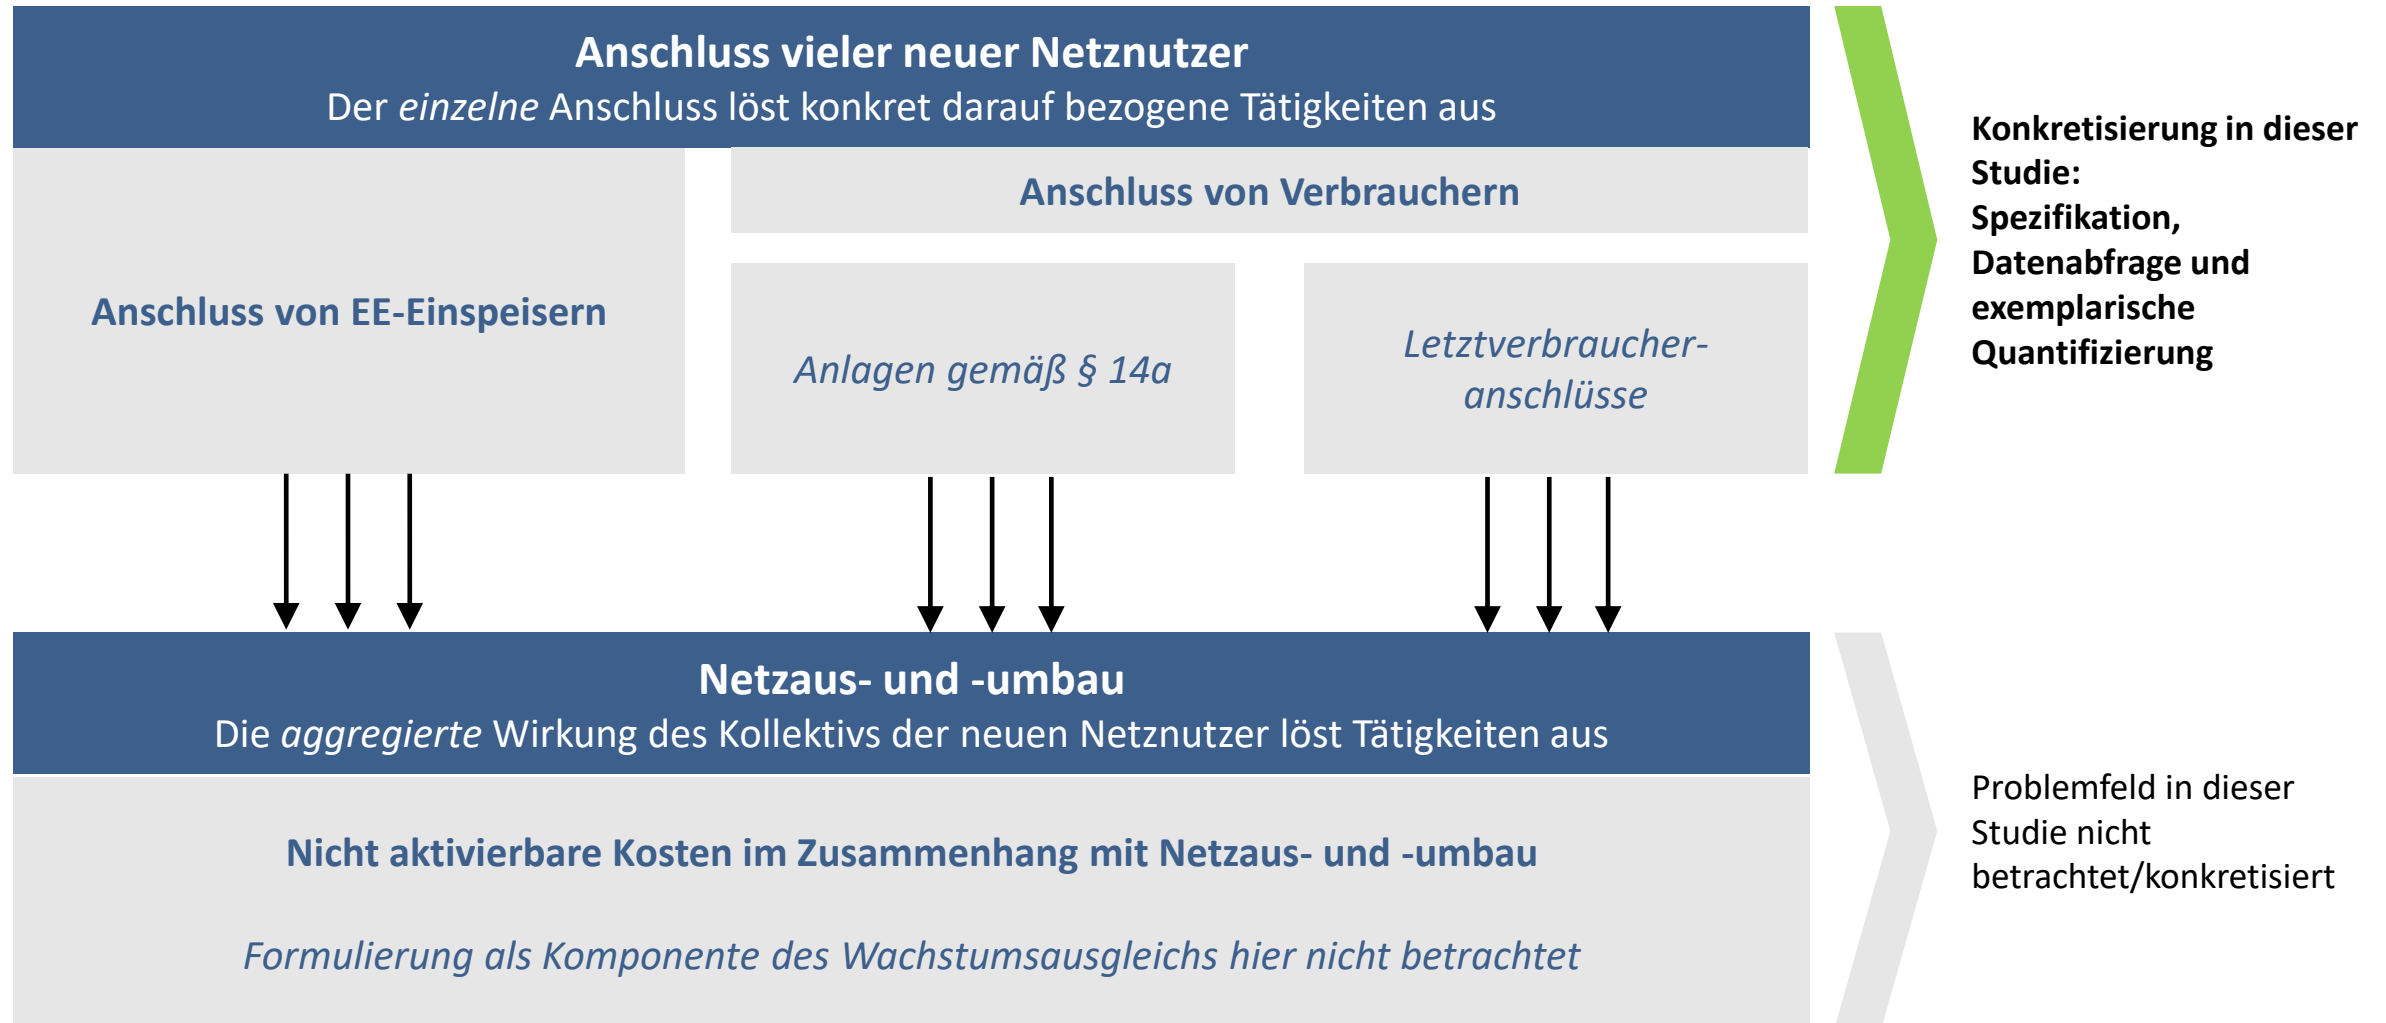 Anschluss vieler neuer Netznutzer
Der einzelne Anschluss löst konkret darauf bezogene Tätigkeiten aus
Anschluss von EE-Einspeisern
Anschluss von Verbrauchern
Anlagen gemäß § 14a
Letztverbraucher-
anschlüsse
Konkretisierung in dieser
Studie:
Spezifikation,
Datenabfrage und
exemplarische
Quantifizierung
Netzaus- und -umbau
Die aggregierte Wirkung des Kollektivs der neuen Netznutzer löst Tätigkeiten aus
Nicht aktivierbare Kosten im Zusammenhang mit Netzaus- und -umbau
Formulierung als Komponente des Wachstumsausgleichs hier nicht betrachtet
Problemfeld in dieser
Studie nicht
betrachtet/konkretisiert